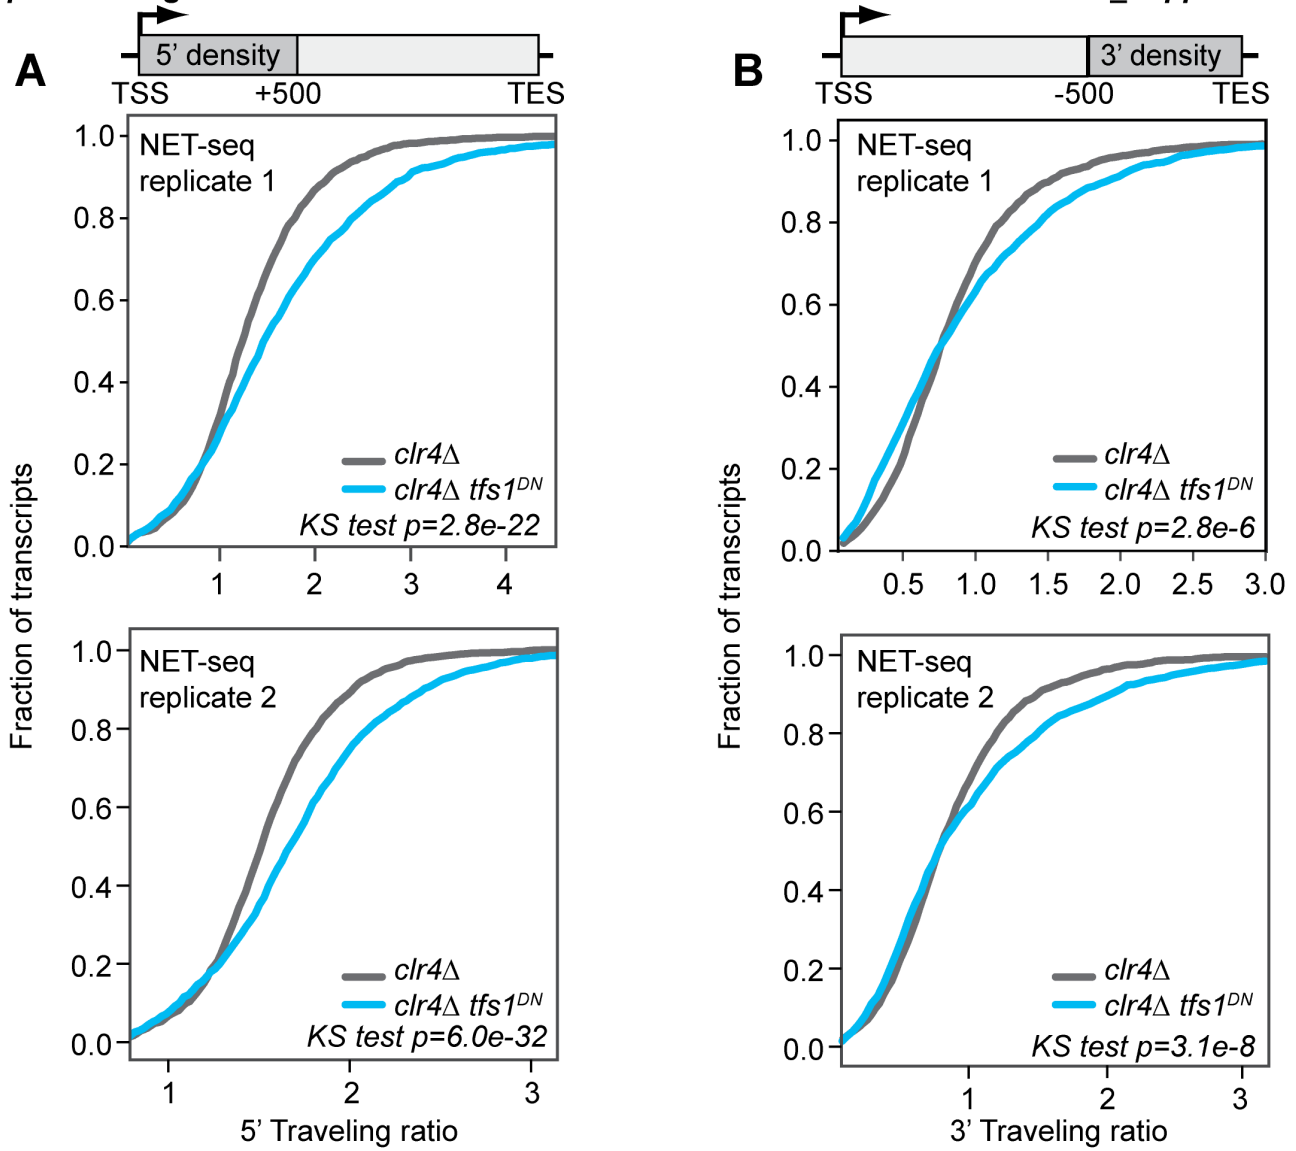 A
5’ density
TSS +500 TES
NET-seq
replicate 1
1.0
0.8
0.6
0.4
0.2
0.0
clr4Δ
clr4Δ tfs1DN
KS test p=2.8e-22
1 2 3 4
NET-seq
replicate 2
1.0
0.8
0.6
0.4
0.2
0.0
clr4Δ
clr4Δ tfs1DN
KS test p=6.0e-32
1 2 3
5’ Traveling ratio
Fraction of transcripts
B
3’ density
TSS -500 TES
NET-seq
replicate 1
1.0
0.8
0.6
0.4
0.2
0.0
clr4Δ
clr4Δ tfs1DN
KS test p=2.8e-6
0.5 1.0 1.5 2.0 2.5 3.0
NET-seq
replicate 2
1.0
0.8
0.6
0.4
0.2
0.0
clr4Δ
clr4Δ tfs1DN
KS test p=3.1e-8
1 2 3
3’ Traveling ratio
Fraction of transcripts